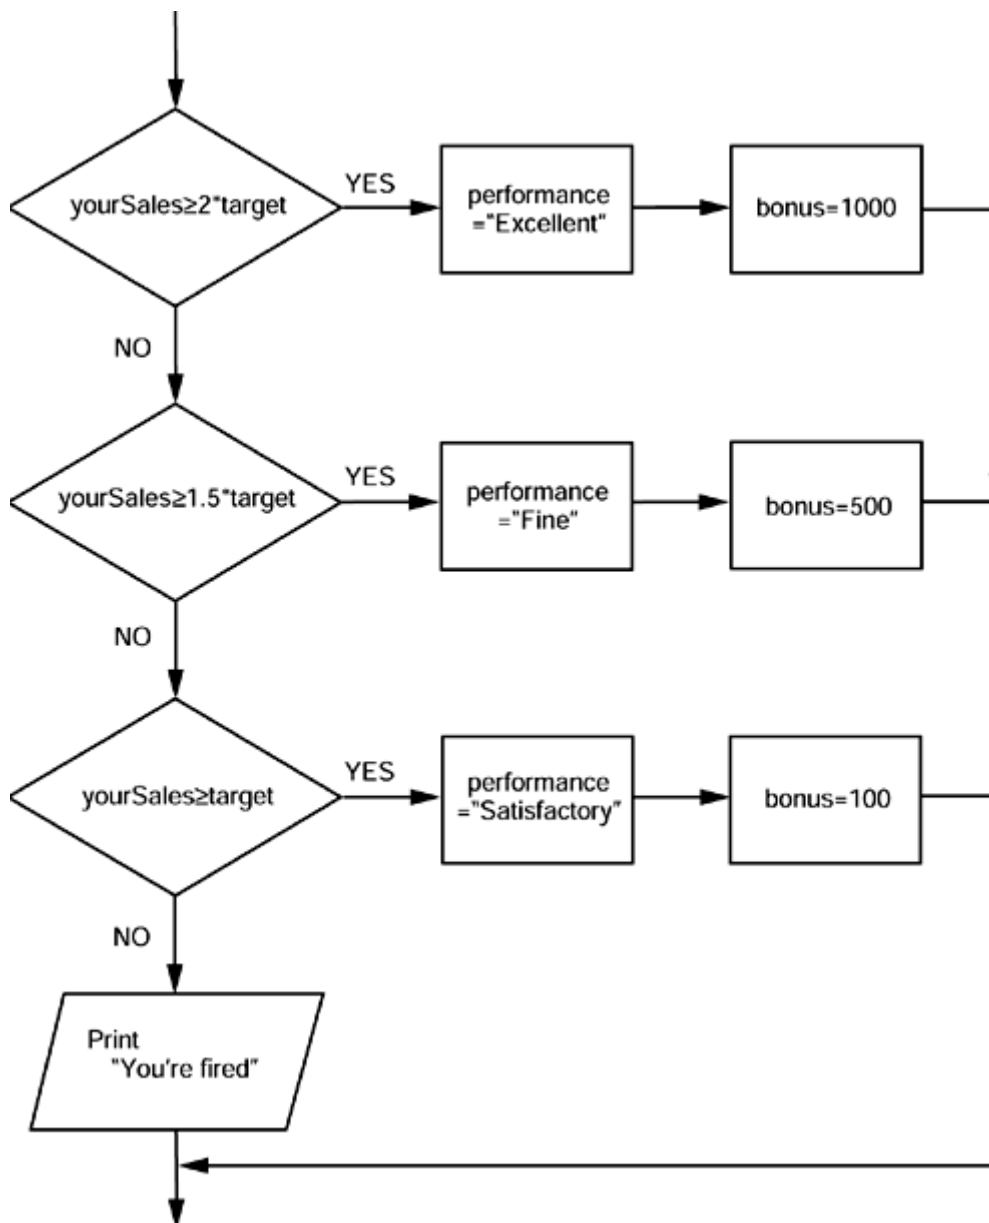 yourSales≥2*target
YES
performance
="Excellent"
bonus=1000
NO
yourSales≥1.5*target
YES
performance
="Fine"
bonus=500
NO
yourSales≥target
YES
performance
="Satisfactory"
bonus=100
NO
Print
"You're fired"